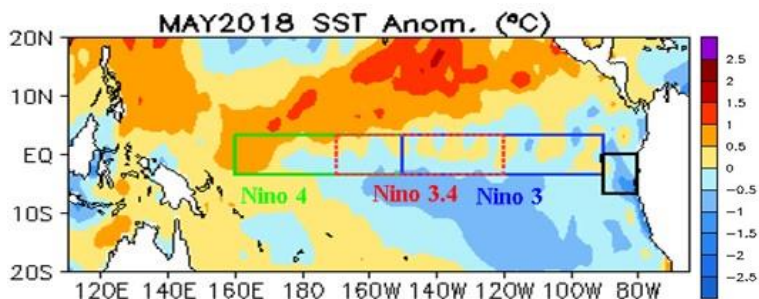 MAY2018 SST Anom. (°C)
20N
10N
EQ
10S
20S
Nino 4
Nino 3.4
Nino 3
120E 140E 160E 180 160W 140W 120W 100W 80W
2.5
2
1.5
1
0.5
0
-0.5
-1
-1.5
-2
-2.5